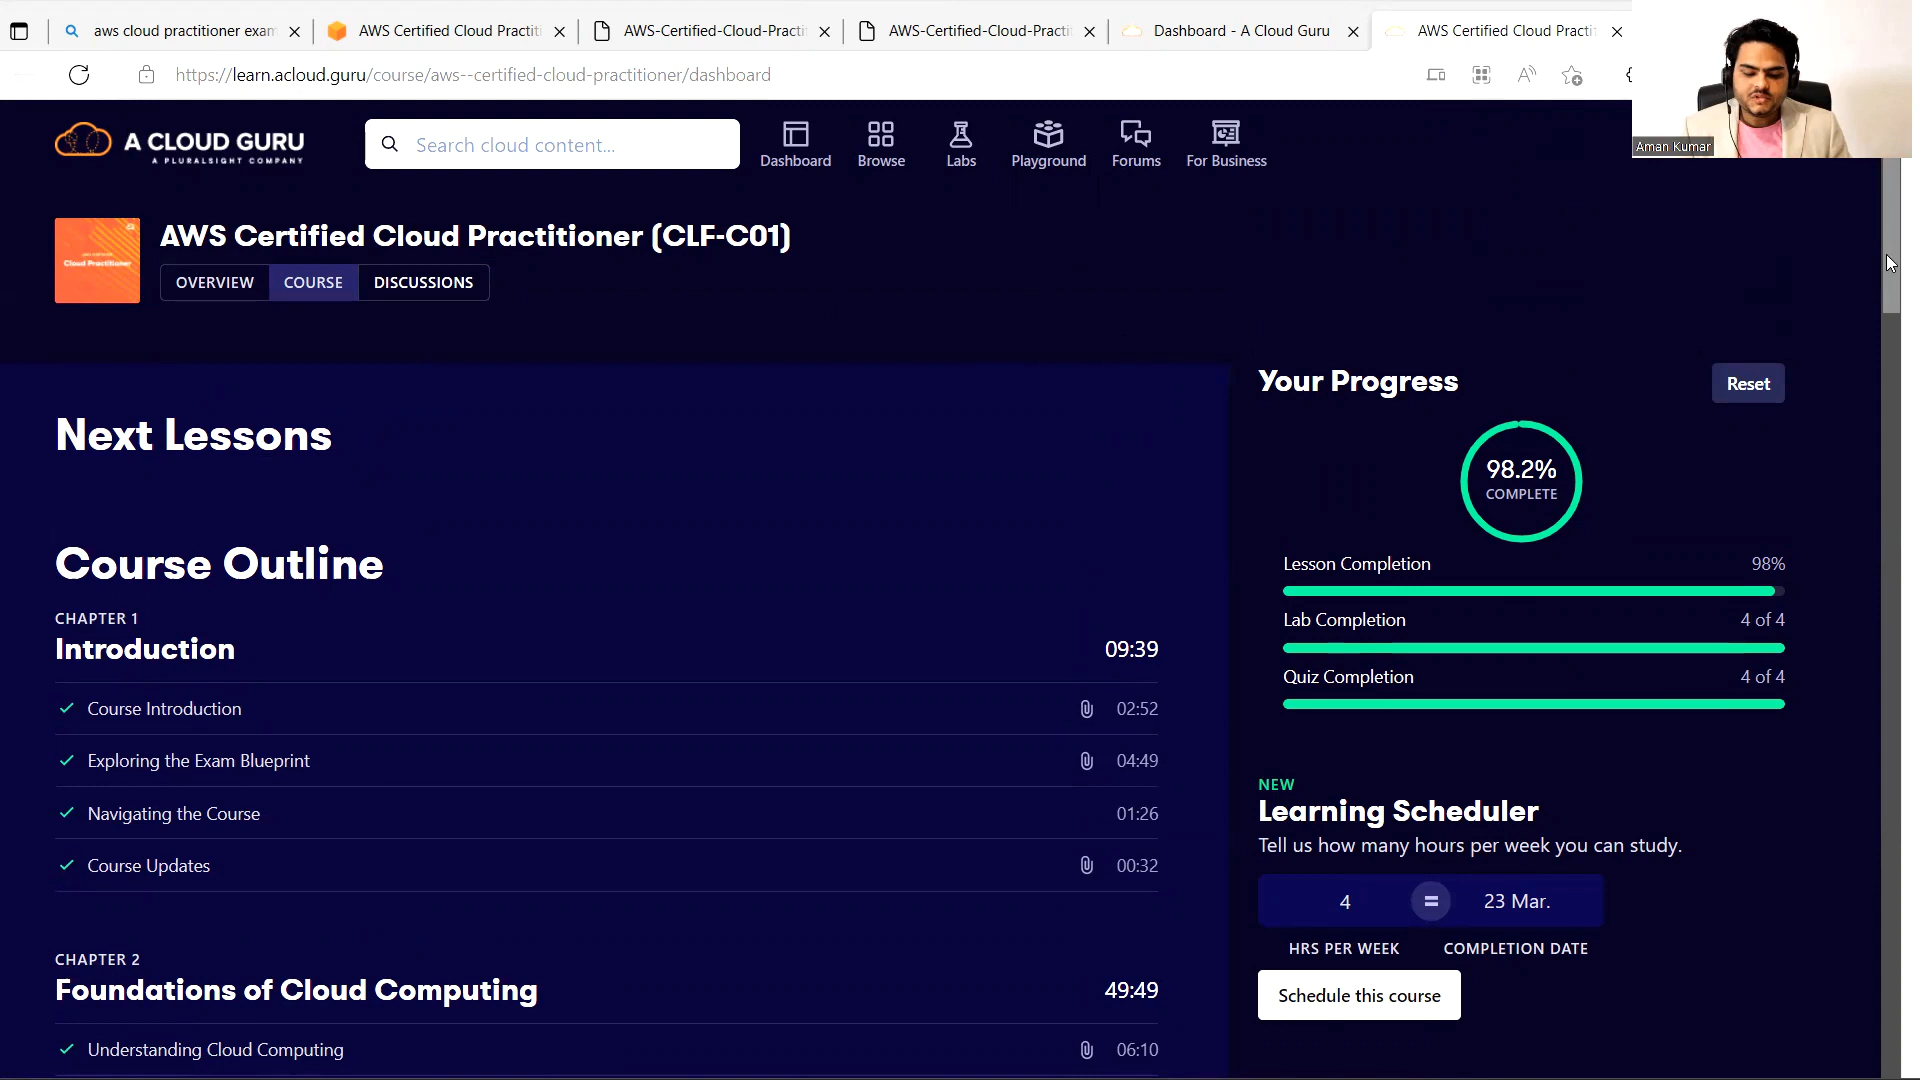 aws cloud practitioner exam
AWS Certified Cloud Practiti
AWS-Certified-Cloud-Practi
AWS-Certified-Cloud-Practi
Dashboard - A Cloud Guru
AWS Certified Cloud Practit
https://learn.acloud.guru/course/aws--certified-cloud-practitioner/dashboard
Aman Kumar
A CLOUD GURU
A PLURALSIGHT COMPANY
Search cloud content...
Dashboard
Browse
Labs
Playground
Forums
For Business
Cloud Practitioner
AWS Certified Cloud Practitioner (CLF-C01)
OVERVIEW
COURSE
DISCUSSIONS
Next Lessons
Course Outline
CHAPTER 1
Introduction 09:39
Course Introduction 02:52
Exploring the Exam Blueprint 04:49
Navigating the Course 01:26
Course Updates 00:32
CHAPTER 2
Foundations of Cloud Computing 49:49
Understanding Cloud Computing 06:10
Your Progress
Reset
98.2%
COMPLETE
Lesson Completion 98%
Lab Completion 4 of 4
Quiz Completion 4 of 4
NEW
Learning Scheduler
Tell us how many hours per week you can study.
4 = 23 Mar.
HRS PER WEEK COMPLETION DATE
Schedule this course